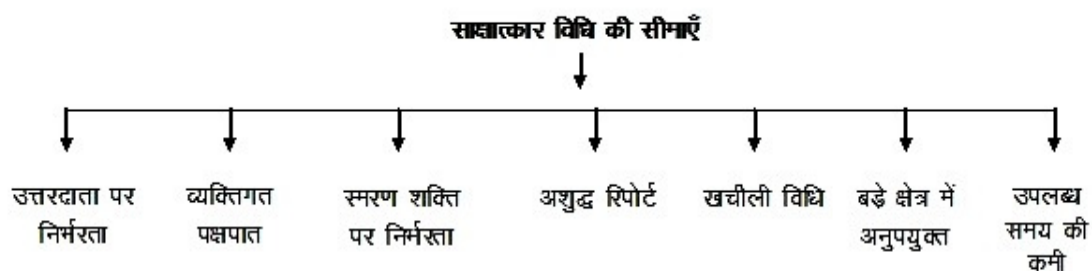 साक्षात्कार विधि की सीमाएँ
उत्तरदाता पर
निर्भरता
व्यक्तिगत
पक्षपात
स्मरण शक्ति
पर निर्भरता
अशुद्ध रिपोर्ट
खचीली विधि
बड़े क्षेत्र में
अनुपयुक्त
उपलब्ध
समय की
कमी